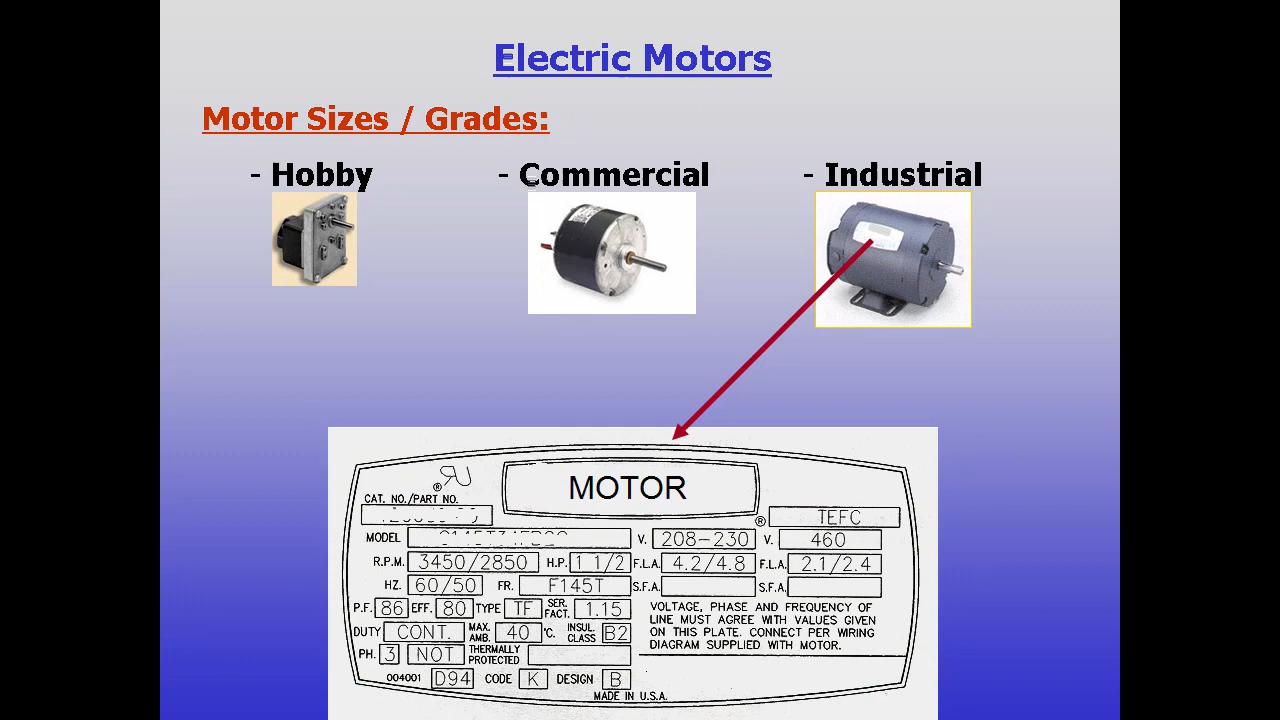 Electric Motors
Motor Sizes / Grades:
- Hobby - Commercial - Industrial
MOTOR
CAT. NO./PART NO.
® TEFC
MODEL V. 208-230 V. 460
R.P.M. 3450/2850 H.P. 1 1/2 F.L.A. 4.2/4.8 F.L.A. 2.1/2.4
HZ. 60/50 FR. F145T S.F.A. S.F.A.
P.F. 86 EFF. 80 TYPE TF SER. FACT. 1.15
DUTY CONT. MAX. AMB. 40 °C. INSUL. CLASS B2
PH. 3 NOT THERMALLY PROTECTED
004001 D94 CODE K DESIGN B
VOLTAGE, PHASE AND FREQUENCY OF
LINE MUST AGREE WITH VALUES GIVEN
ON THIS PLATE. CONNECT PER WIRING
DIAGRAM SUPPLIED WITH MOTOR.
MADE IN U.S.A.